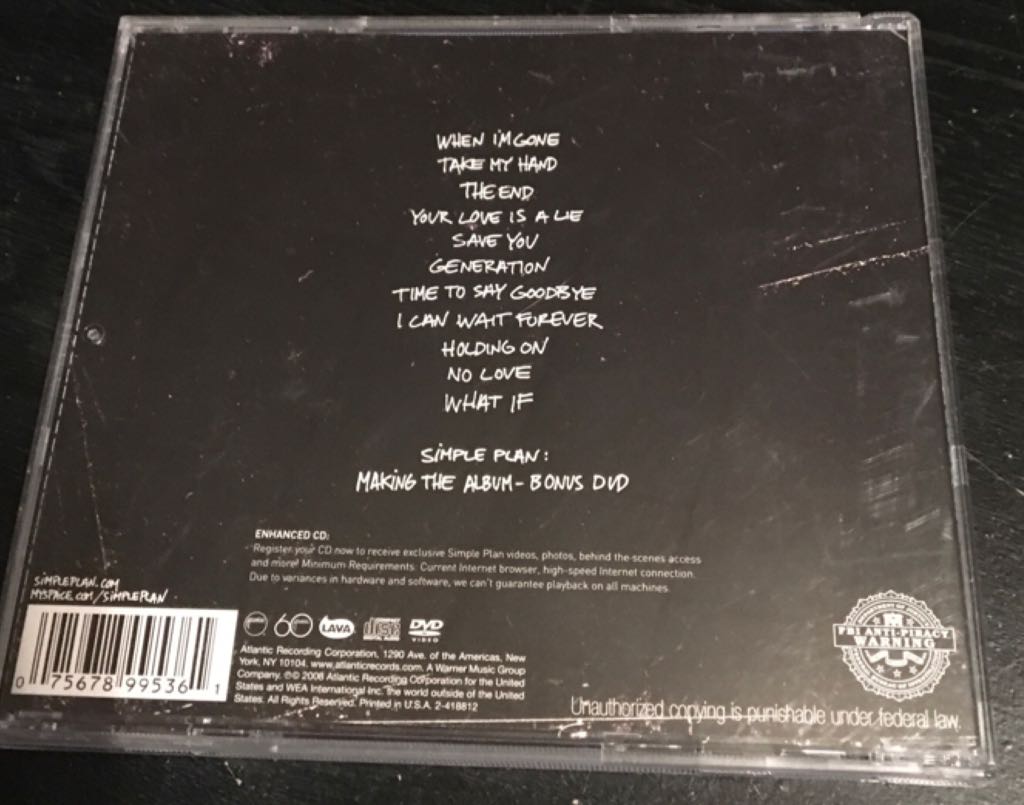 WHEN I'M GONE
TAKE MY HAND
THE END
YOUR LOVE IS A LIE
SAVE YOU
GENERATION
TIME TO SAY GOODBYE
I CAN WAIT FOREVER
HOLDING ON
NO LOVE
WHAT IF
SIMPLE PLAN:
MAKING THE ALBUM - BONUS DVD
ENHANCED CD:
Register your CD now to receive exclusive Simple Plan videos, photos, behind-the-scenes access
and more! Minimum Requirements: Current Internet browser, high-speed Internet connection.
Due to variances in hardware and software, we can't guarantee playback on all machines.
SIMPLEPLAN.COM
MYSPACE.COM/SIMPLEPLAN
0 75678 99536 1
60 LAVA disc DVD VIDEO
Atlantic Recording Corporation, 1290 Ave. of the Americas, New
York, NY 10104. www.atlanticrecords.com. A Warner Music Group
Company. ℗© 2008 Atlantic Recording Corporation for the United
States and WEA International Inc. for the world outside of the United
States. All Rights Reserved. Printed in U.S.A. 2-418812
FBI ANTI-PIRACY
WARNING
Unauthorized copying is punishable under federal law.